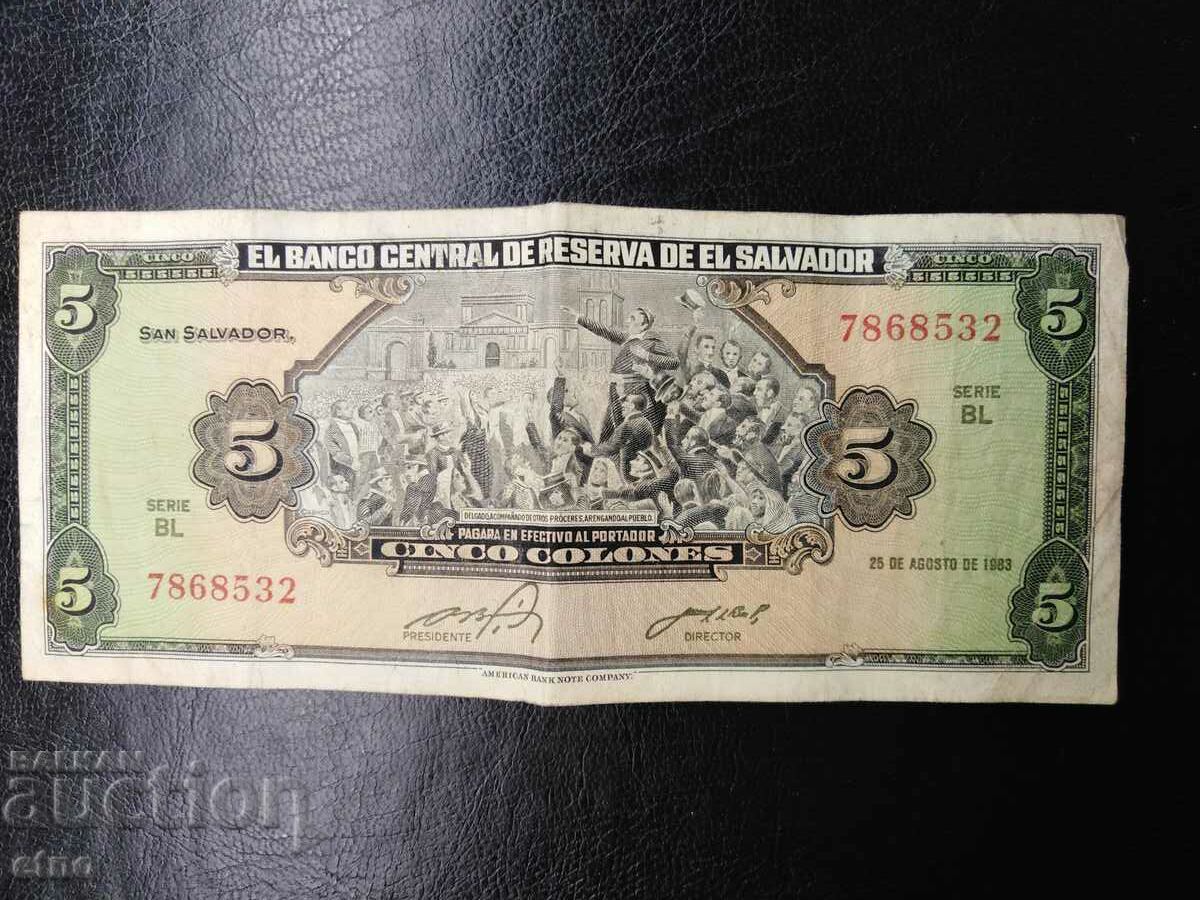 EL BANCO CENTRAL DE RESERVA DE EL SALVADOR
CINCO
CINCO
5
5
SAN SALVADOR,
7868532
5
5
SERIE
BL
SERIE
BL
DELGADO, ACOMPAÑADO DE OTROS PRÓCERES, ARENGANDO AL PUEBLO.
PAGARA EN EFECTIVO AL PORTADOR
CINCO COLONES
25 DE AGOSTO DE 1983
7868532
5
5
PRESIDENTE
DIRECTOR
"AMERICAN BANK NOTE COMPANY."
BALKAN
auction
etno